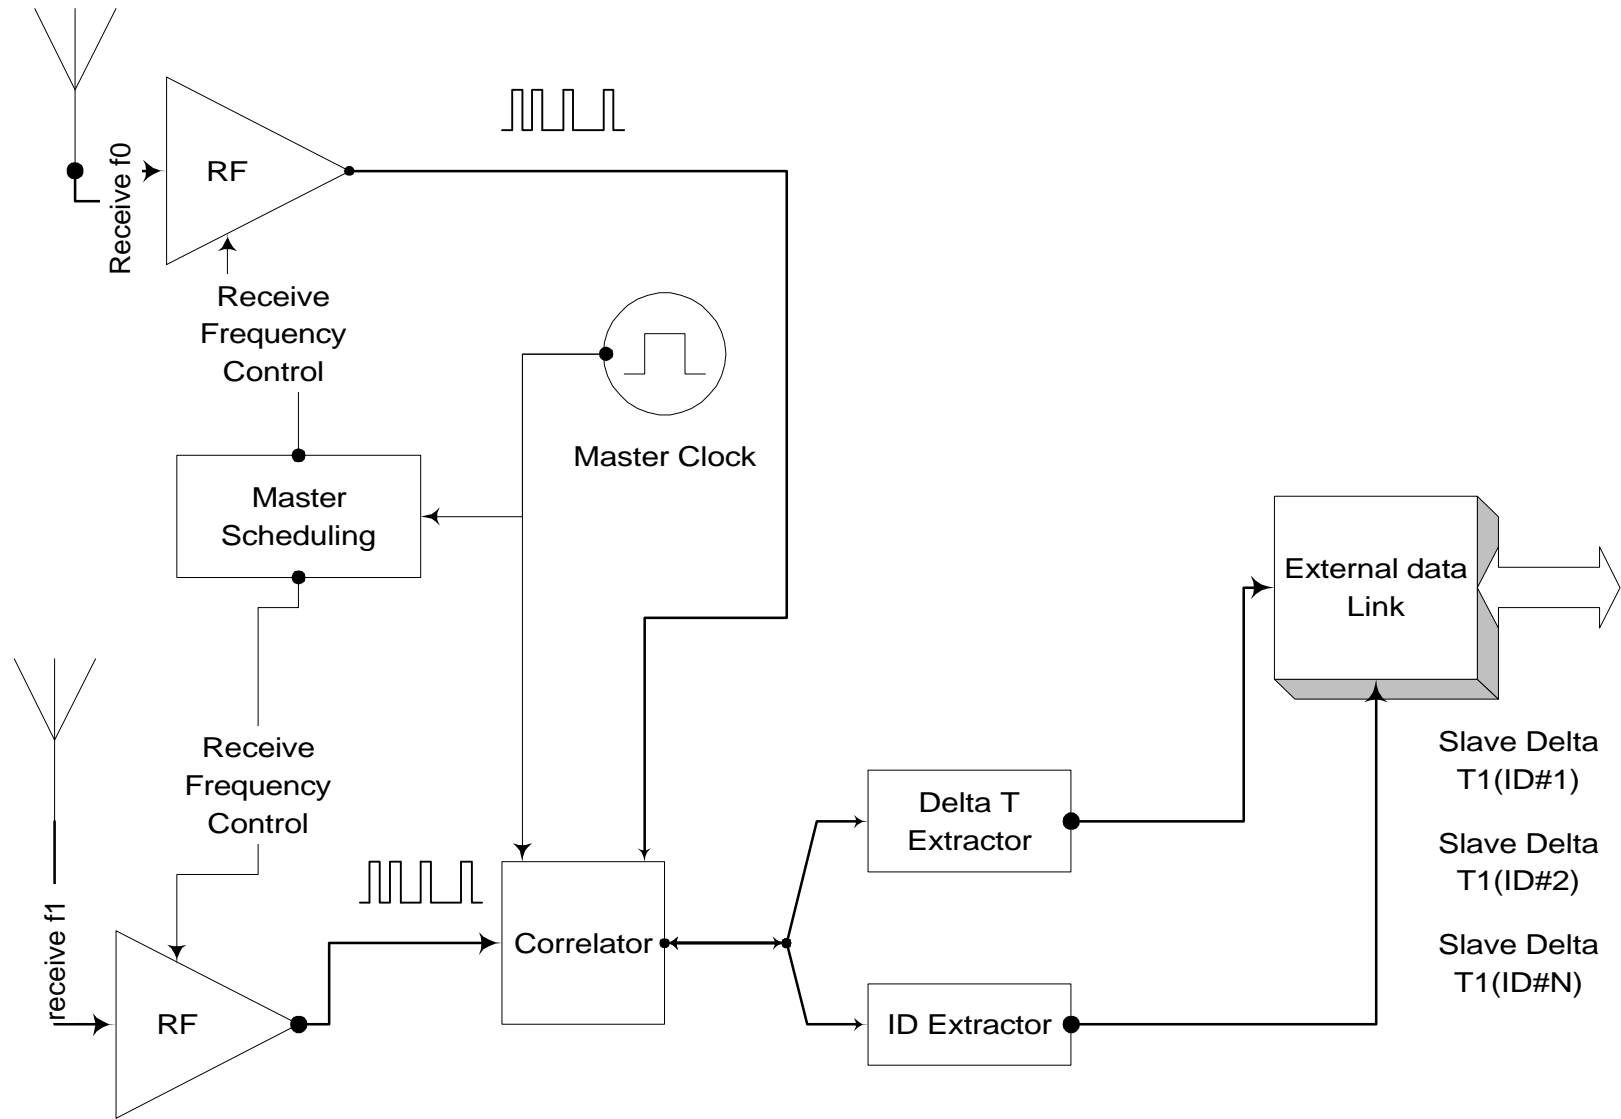 Receive f0
RF
Receive
Frequency
Control
Master Clock
Master
Scheduling
External data
Link
Receive
Frequency
Control
receive f1
RF
Correlator
Delta T
Extractor
ID Extractor
Slave Delta
T1(ID#1)
Slave Delta
T1(ID#2)
Slave Delta
T1(ID#N)